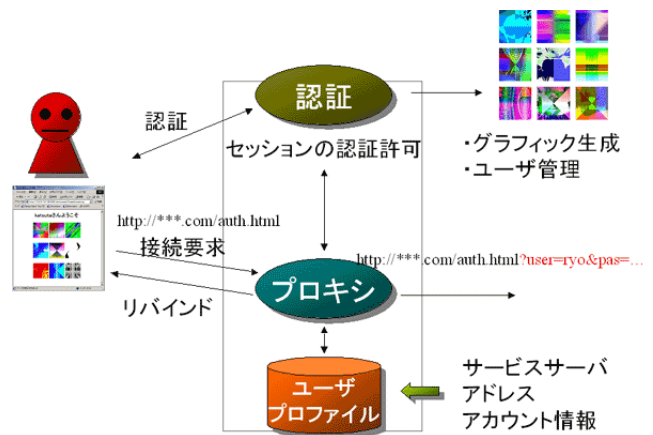 認証
認証
セッションの認証許可
・グラフィック生成
・ユーザ管理
http://***.com/auth.html
接続要求
http://***.com/auth.html?user=ryo&pas=...
プロキシ
リバインド
ユーザ
プロファイル
サービスサーバ
アドレス
アカウント情報